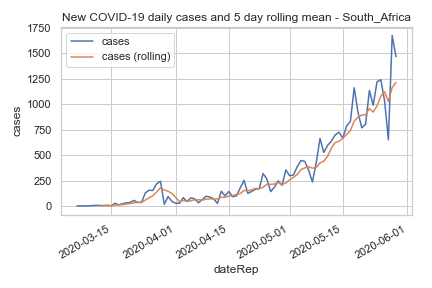 New COVID-19 daily cases and 5 day rolling mean - South_Africa
cases
cases (rolling)
1750
1500
1250
1000
750
500
250
0
cases
2020-03-15
2020-04-01
2020-04-15
2020-05-01
2020-05-15
2020-06-01
dateRep